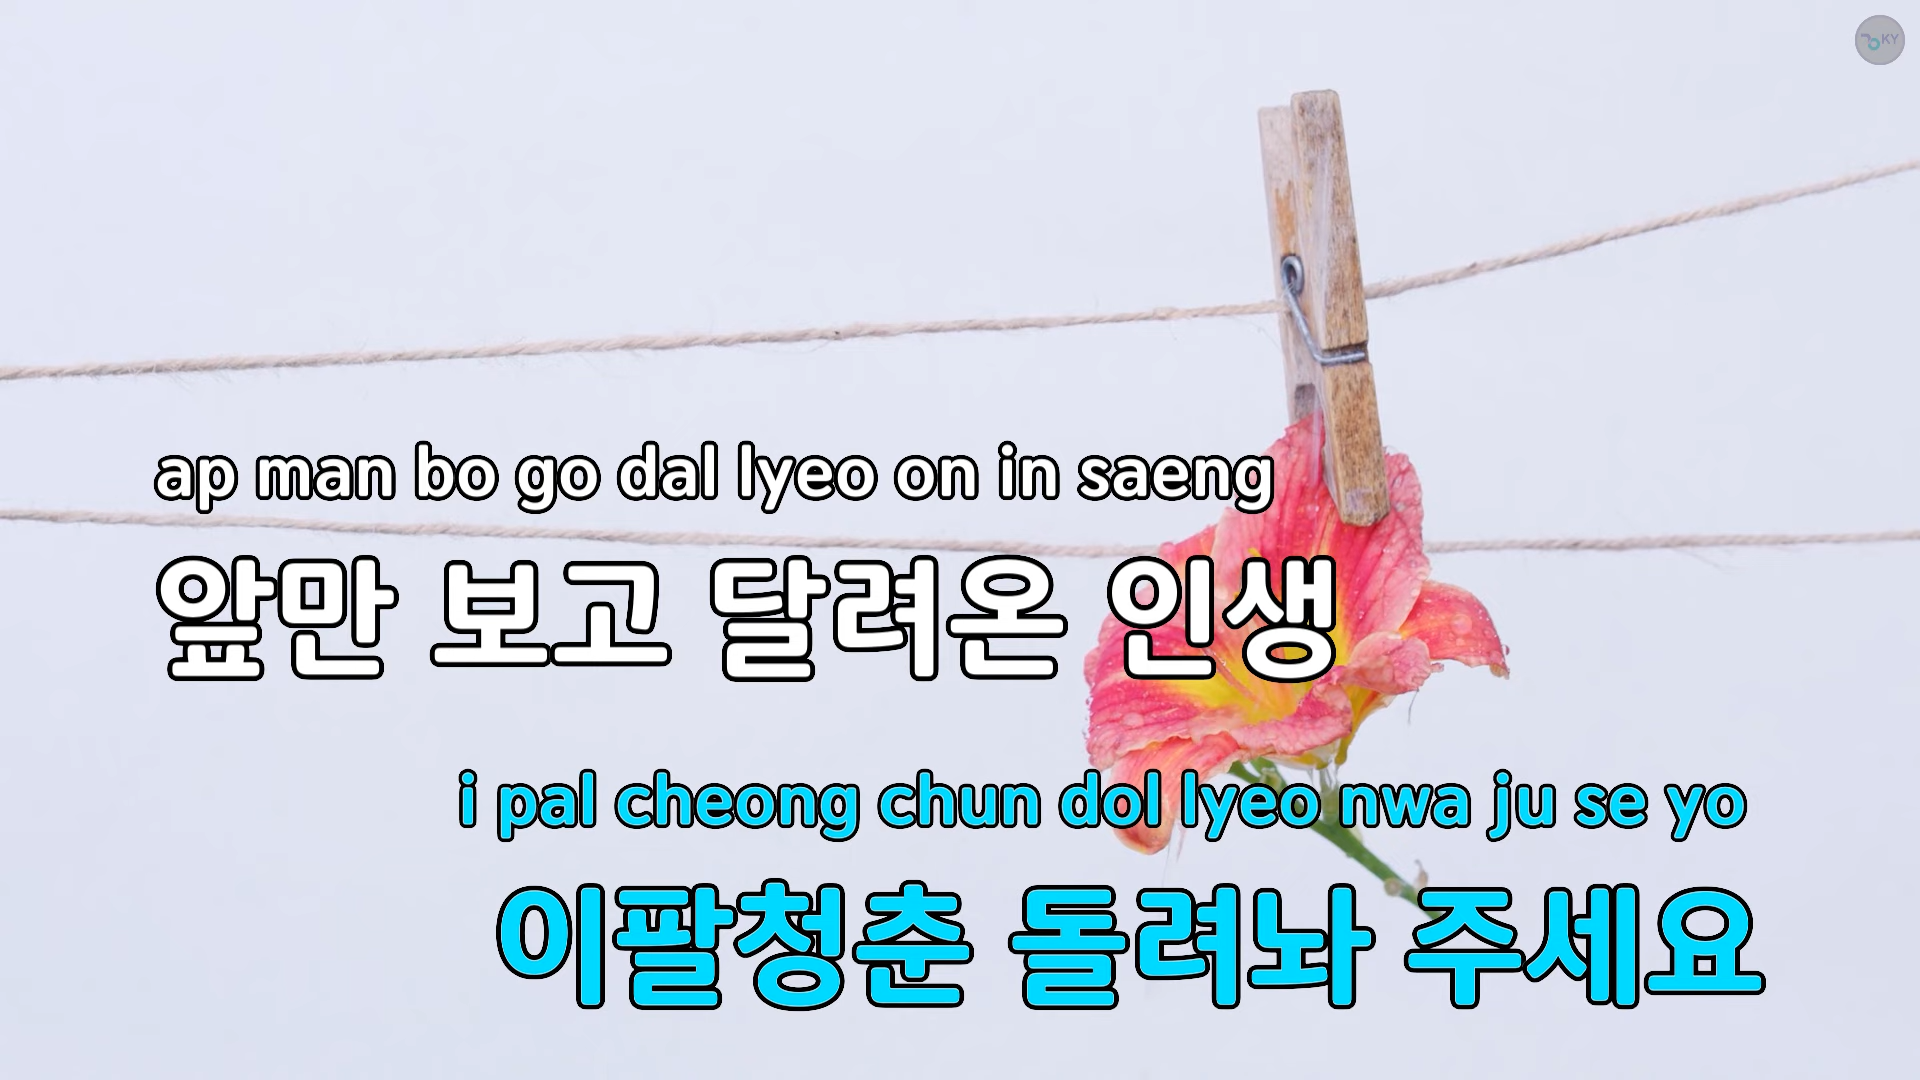 KY
ap man bo go dal lyeo on in saeng
앞만 보고 달려온 인생
i pal cheong chun dol lyeo nwa ju se yo
이팔청춘 돌려놔 주세요